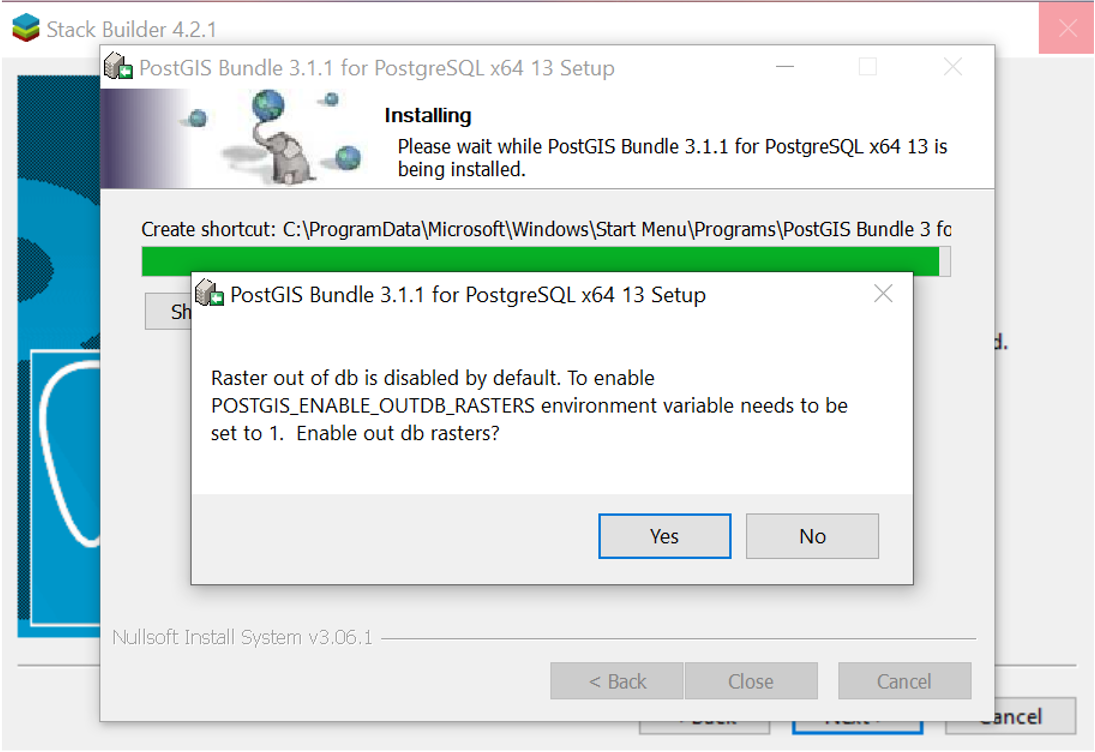 Stack Builder 4.2.1
PostGIS Bundle 3.1.1 for PostgreSQL x64 13 Setup
Installing
Please wait while PostGIS Bundle 3.1.1 for PostgreSQL x64 13 is
being installed.
Create shortcut: C:\ProgramData\Microsoft\Windows\Start Menu\Programs\PostGIS Bundle 3 fo
PostGIS Bundle 3.1.1 for PostgreSQL x64 13 Setup
Raster out of db is disabled by default. To enable
POSTGIS_ENABLE_OUTDB_RASTERS environment variable needs to be
set to 1.  Enable out db rasters?
Yes No
Nullsoft Install System v3.06.1
< Back Close Cancel
Cancel